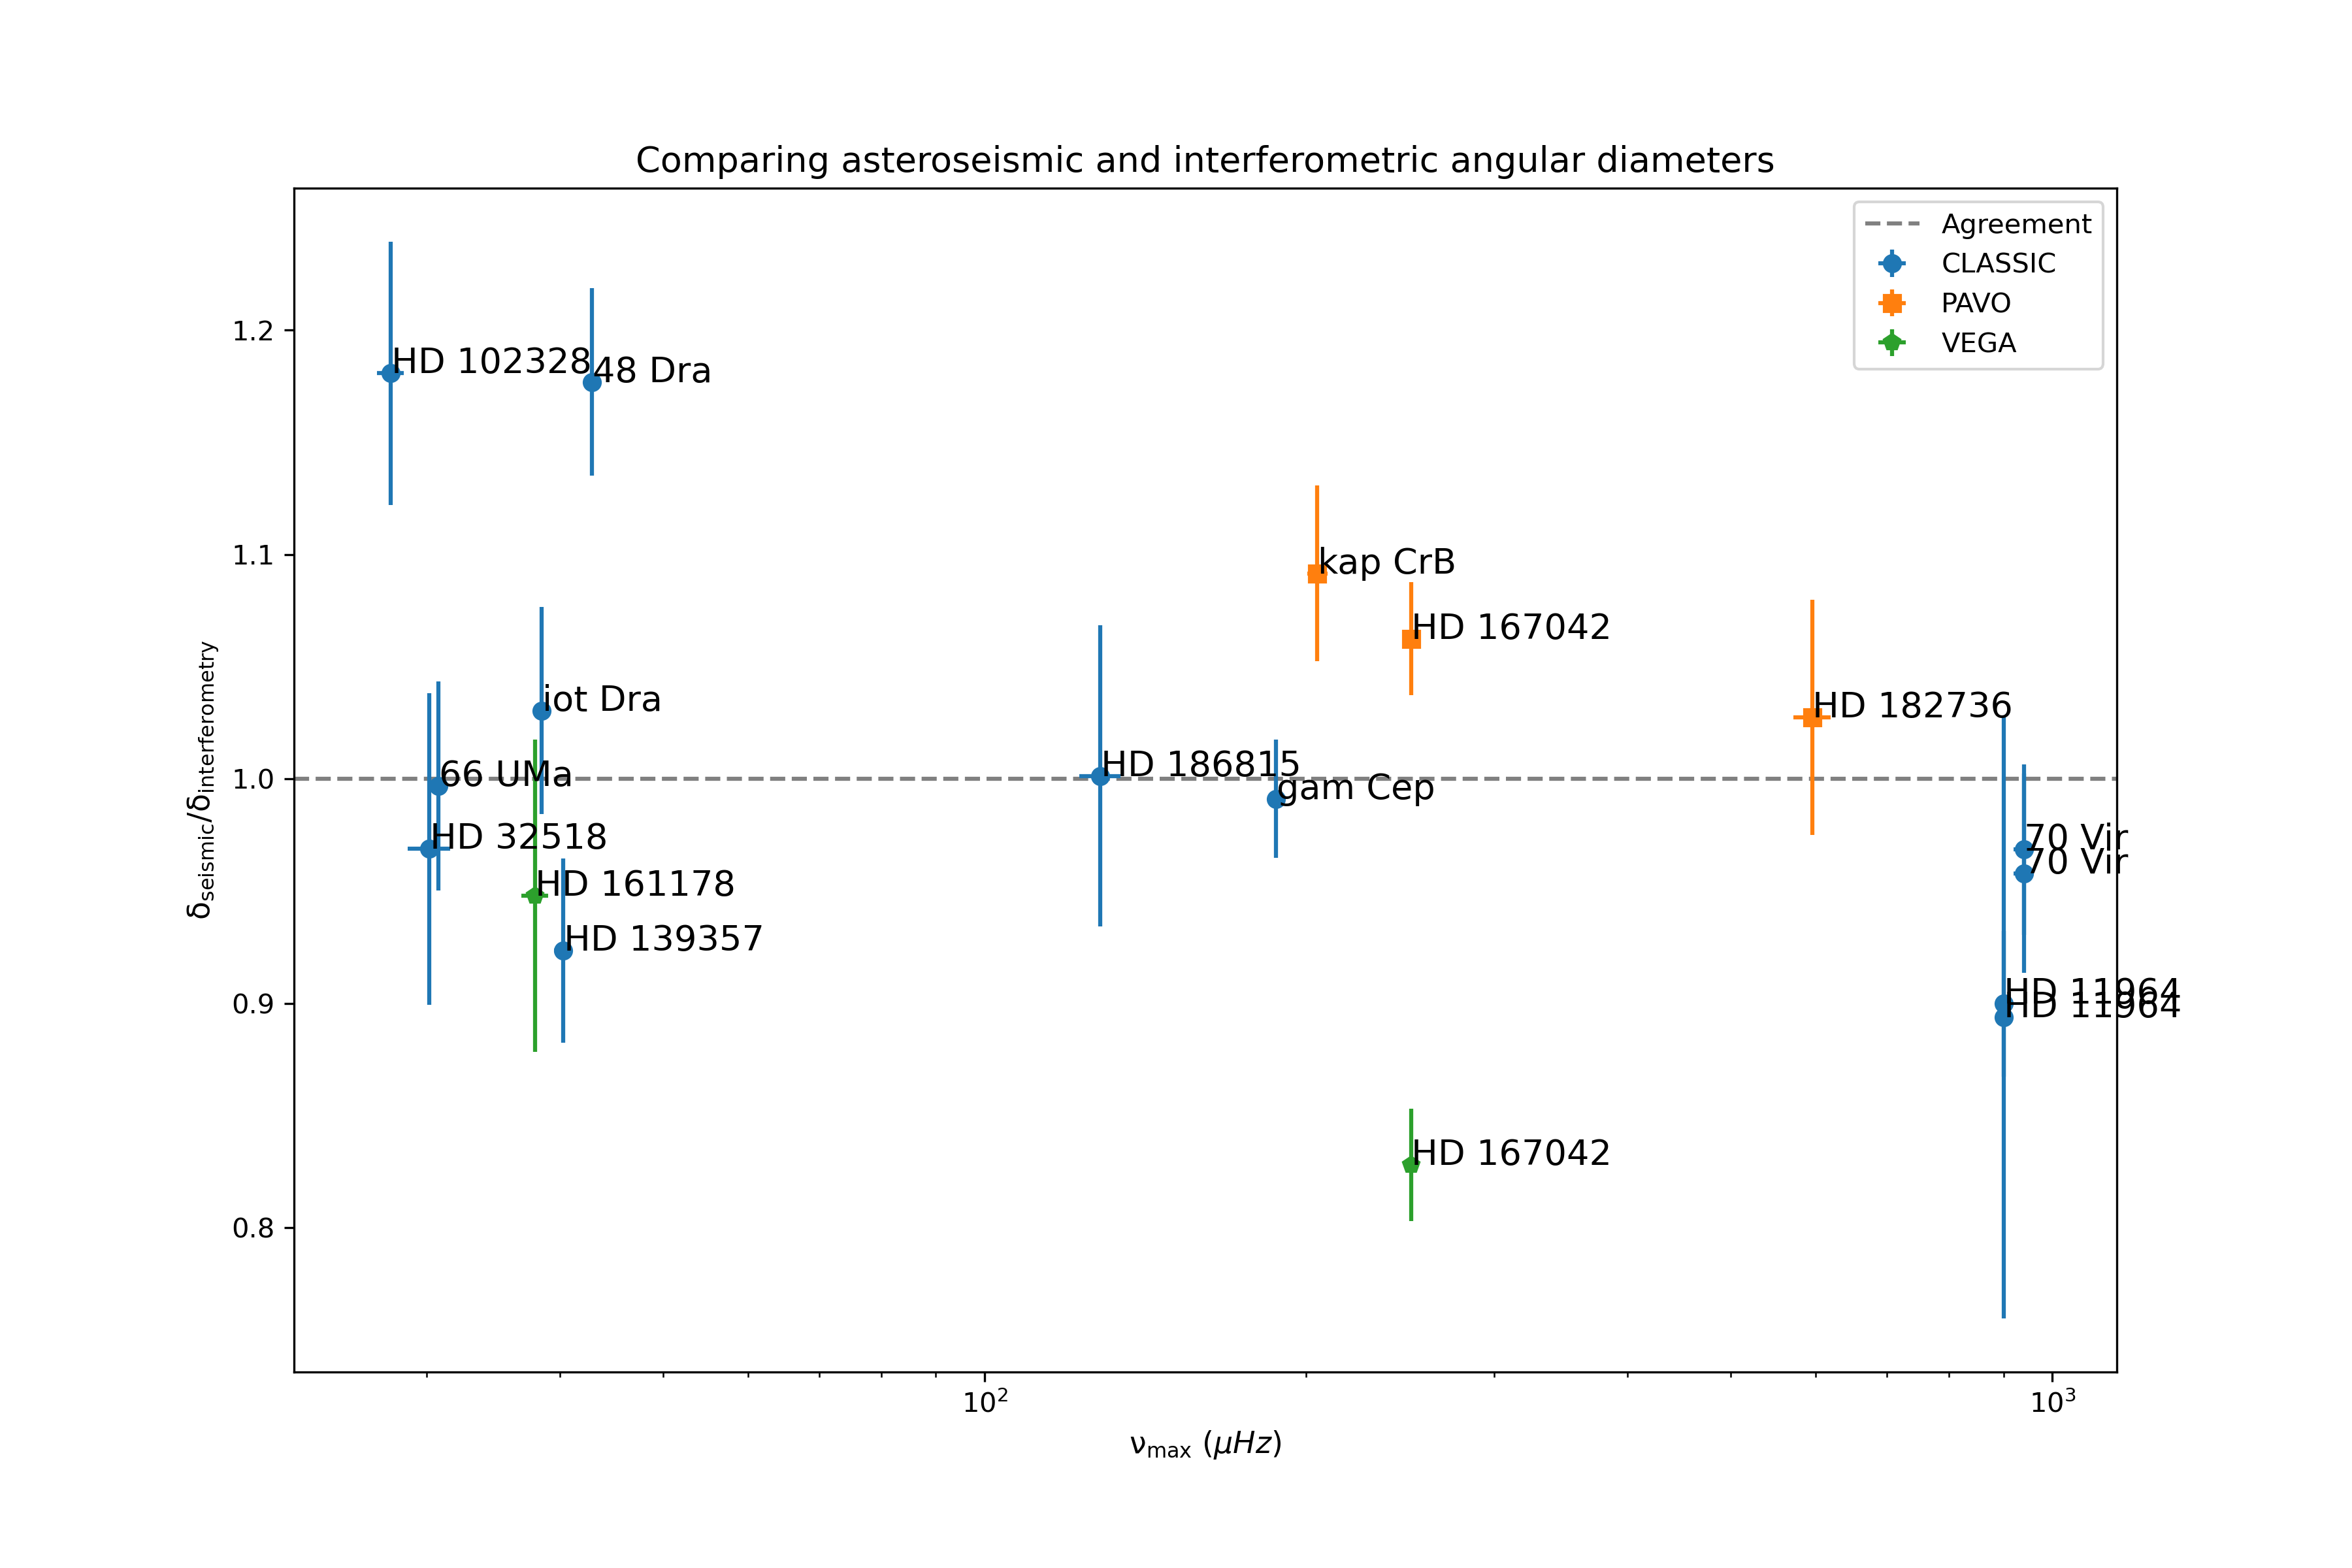 Comparing asteroseismic and interferometric angular diameters
Agreement
CLASSIC
PAVO
VEGA
1.2
1.1
1.0
0.9
0.8
δseismic/δinterferometry
HD 102328
48 Dra
kap CrB
HD 167042
iot Dra
HD 182736
66 UMa
HD 186815
gam Cep
HD 32518
70 Vir
70 Vir
HD 161178
HD 139357
HD 11964
HD 11964
HD 167042
10²
10³
νmax (μHz)